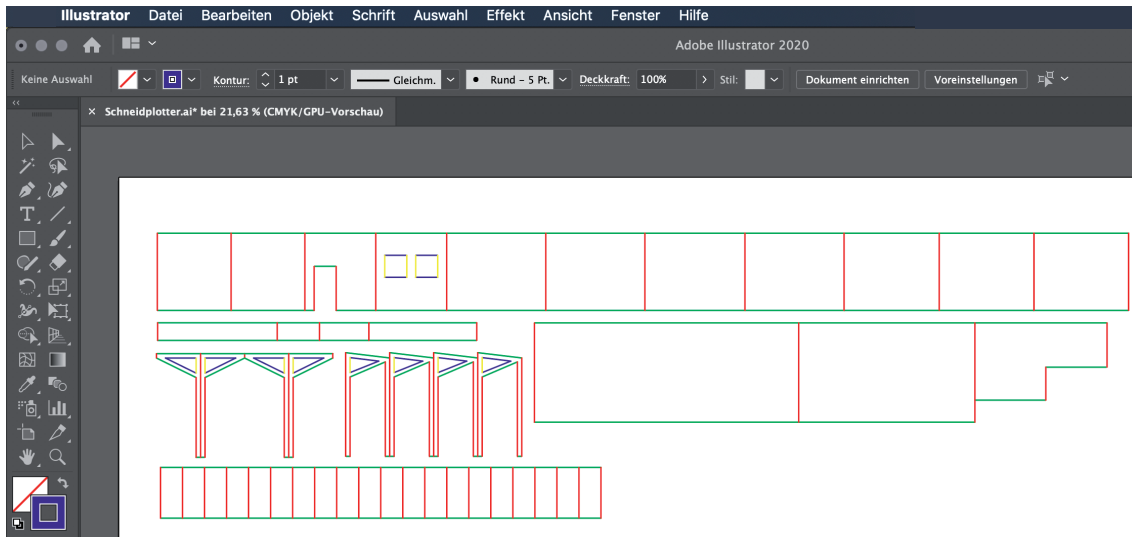 Illustrator Datei Bearbeiten Objekt Schrift Auswahl Effekt Ansicht Fenster Hilfe
Adobe Illustrator 2020
Keine Auswahl Kontur: 1 pt Gleichm. Rund – 5 Pt. Deckkraft: 100% Stil: Dokument einrichten Voreinstellungen
× Schneidplotter.ai* bei 21,63 % (CMYK/GPU-Vorschau)